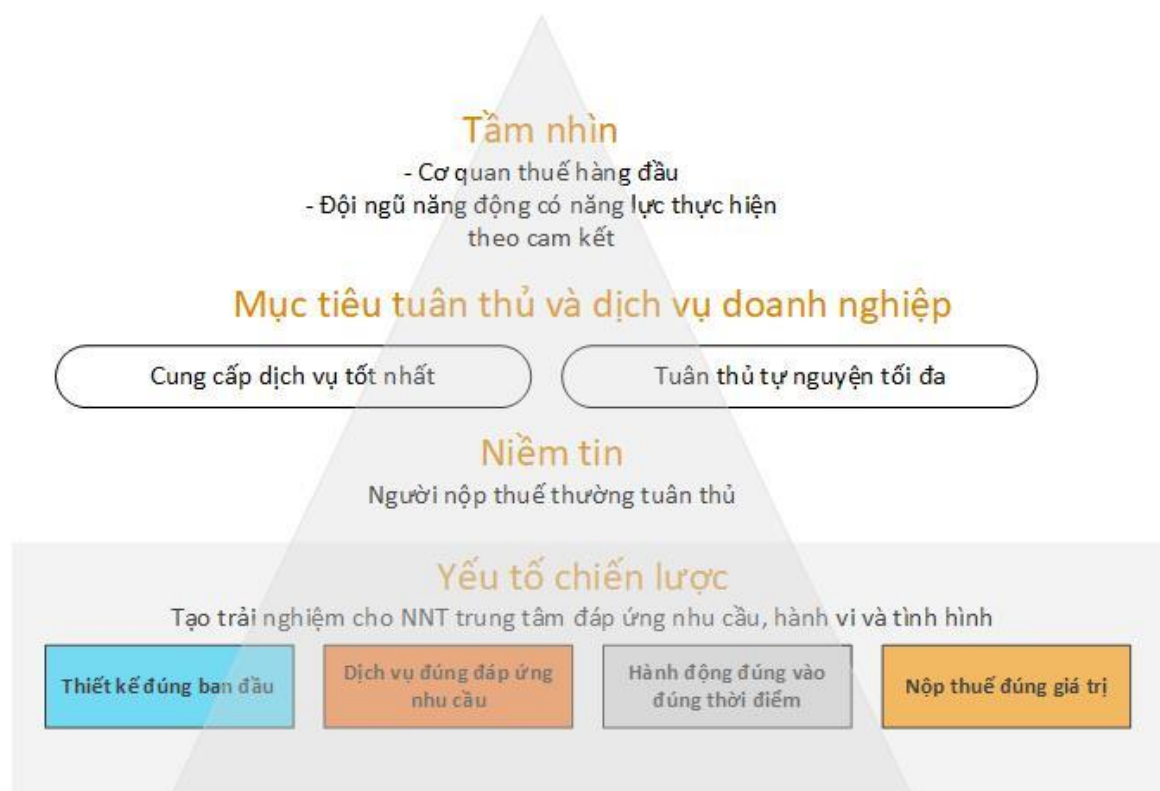 Tầm nhìn
- Cơ quan thuế hàng đầu
- Đội ngũ năng động có năng lực thực hiện
theo cam kết
Mục tiêu tuân thủ và dịch vụ doanh nghiệp
Cung cấp dịch vụ tốt nhất
Tuân thủ tự nguyện tối đa
Niềm tin
Người nộp thuế thường tuân thủ
Yếu tố chiến lược
Tạo trải nghiệm cho NNT trung tâm đáp ứng nhu cầu, hành vi và tình hình
Thiết kế đúng ban đầu
Dịch vụ đúng đáp ứng
nhu cầu
Hành động đúng vào
đúng thời điểm
Nộp thuế đúng giá trị